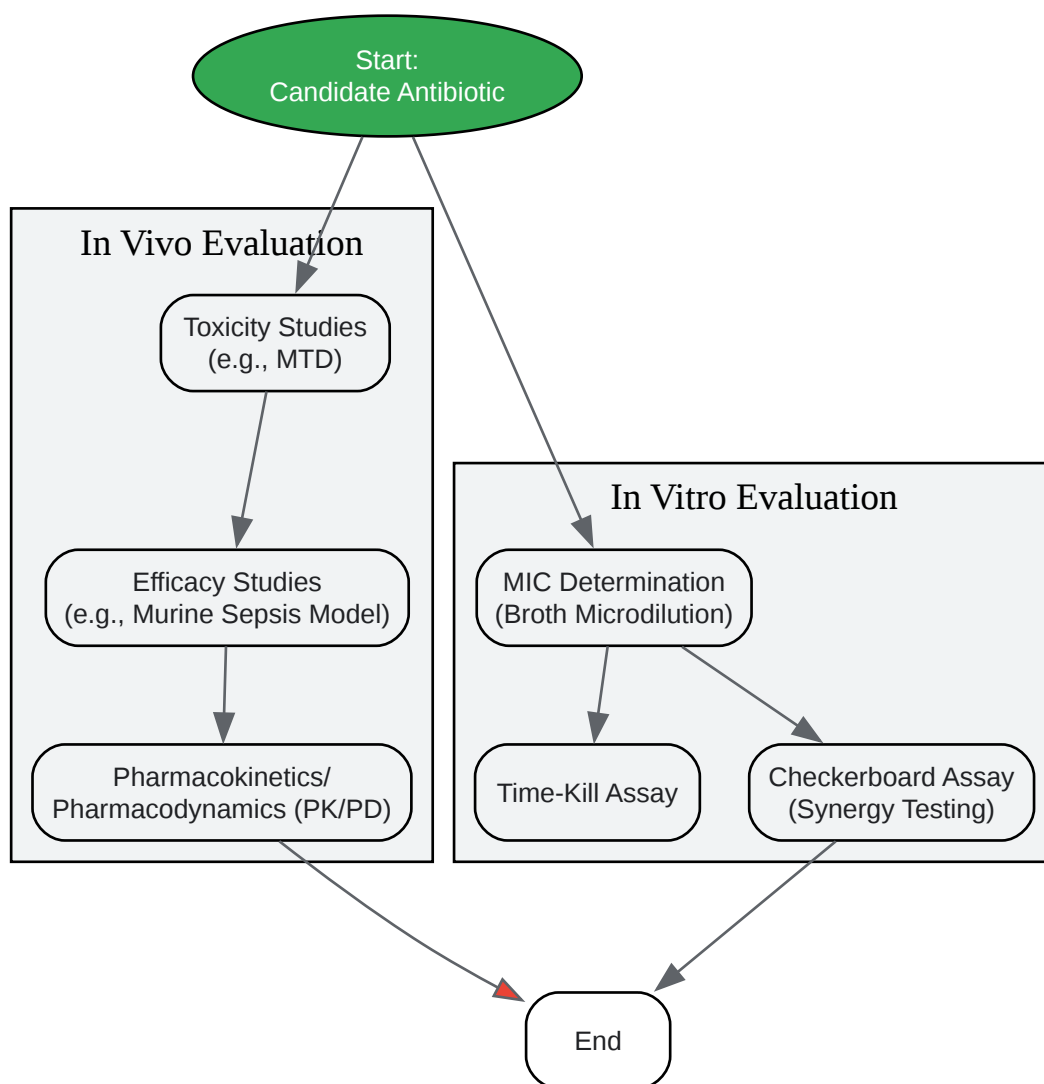 Start:
Candidate Antibiotic
In Vivo Evaluation
Toxicity Studies
(e.g., MTD)
Efficacy Studies
(e.g., Murine Sepsis Model)
Pharmacokinetics/
Pharmacodynamics (PK/PD)
In Vitro Evaluation
MIC Determination
(Broth Microdilution)
Time-Kill Assay
Checkerboard Assay
(Synergy Testing)
End